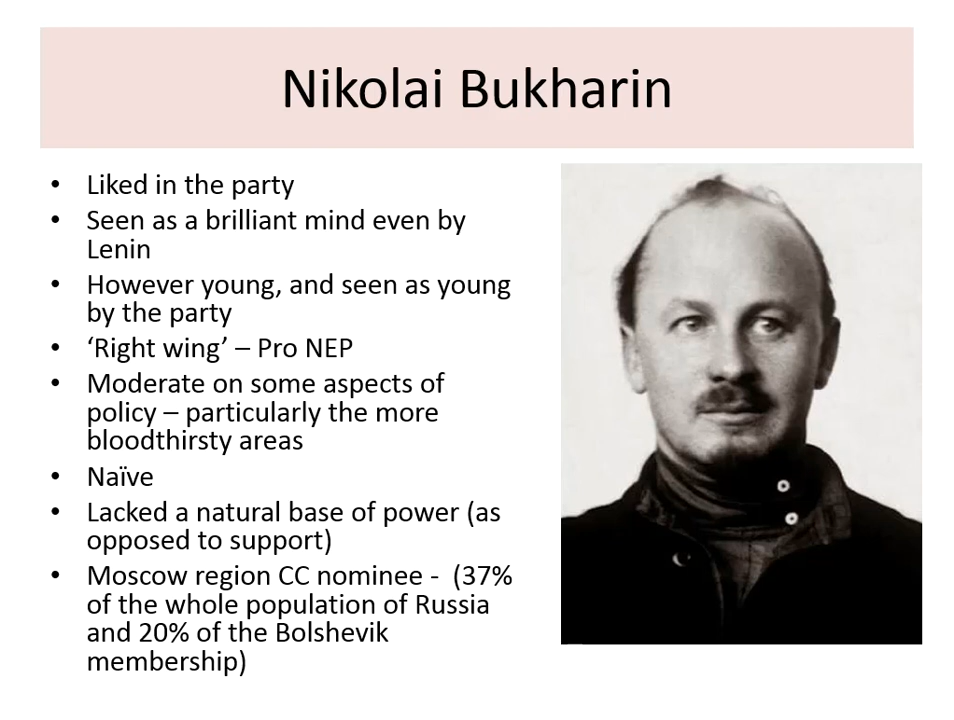 Nikolai Bukharin
• Liked in the party
• Seen as a brilliant mind even by
Lenin
• However young, and seen as young
by the party
• ‘Right wing’ – Pro NEP
• Moderate on some aspects of
policy – particularly the more
bloodthirsty areas
• Naïve
• Lacked a natural base of power (as
opposed to support)
• Moscow region CC nominee -  (37%
of the whole population of Russia
and 20% of the Bolshevik
membership)